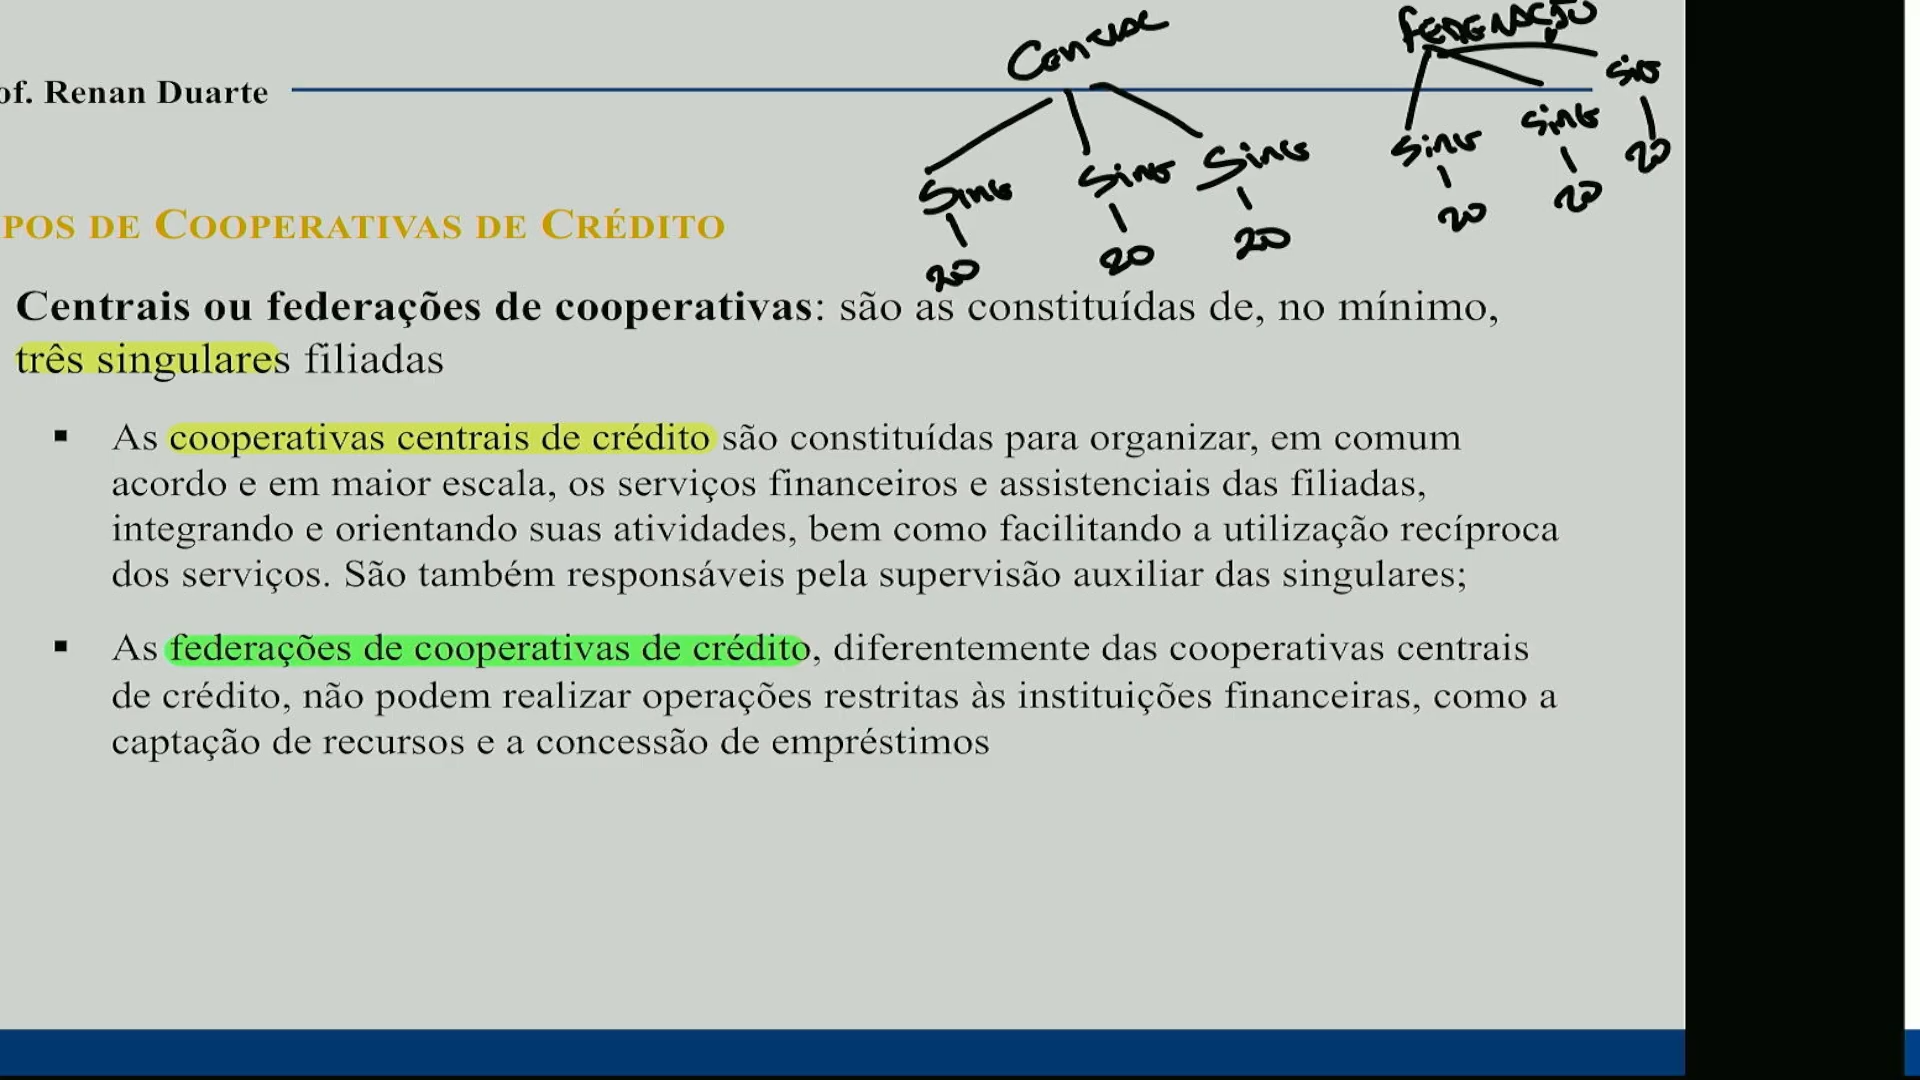 Central
FEDERAÇÃO
of. Renan Duarte
Sing
Sing
Sing
Sing
Sing
Sing
20
20
20
20
20
20
POS DE COOPERATIVAS DE CRÉDITO
Centrais ou federações de cooperativas: são as constituídas de, no mínimo,
três singulares filiadas
▪ As cooperativas centrais de crédito são constituídas para organizar, em comum
acordo e em maior escala, os serviços financeiros e assistenciais das filiadas,
integrando e orientando suas atividades, bem como facilitando a utilização recíproca
dos serviços. São também responsáveis pela supervisão auxiliar das singulares;
▪ As federações de cooperativas de crédito, diferentemente das cooperativas centrais
de crédito, não podem realizar operações restritas às instituições financeiras, como a
captação de recursos e a concessão de empréstimos